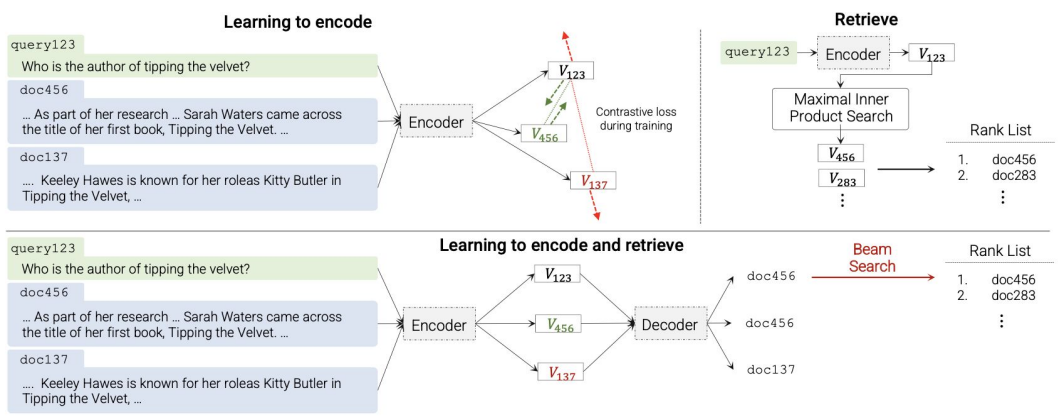 Learning to encode
query123
Who is the author of tipping the velvet?
doc456
... As part of her research ... Sarah Waters came across
the title of her first book, Tipping the Velvet. ...
doc137
.... Keeley Hawes is known for her roleas Kitty Butler in
Tipping the Velvet, ...
Encoder
V123
V456
V137
Contrastive loss
during training
Retrieve
query123
Encoder
V123
Maximal Inner
Product Search
V456
V283
⋮
Rank List
1. doc456
2. doc283
⋮
Learning to encode and retrieve
query123
Who is the author of tipping the velvet?
doc456
... As part of her research ... Sarah Waters came across
the title of her first book, Tipping the Velvet. ...
doc137
.... Keeley Hawes is known for her roleas Kitty Butler in
Tipping the Velvet, ...
Encoder
V123
V456
V137
Decoder
doc456
doc456
doc137
Beam
Search
Rank List
1. doc456
2. doc283
⋮